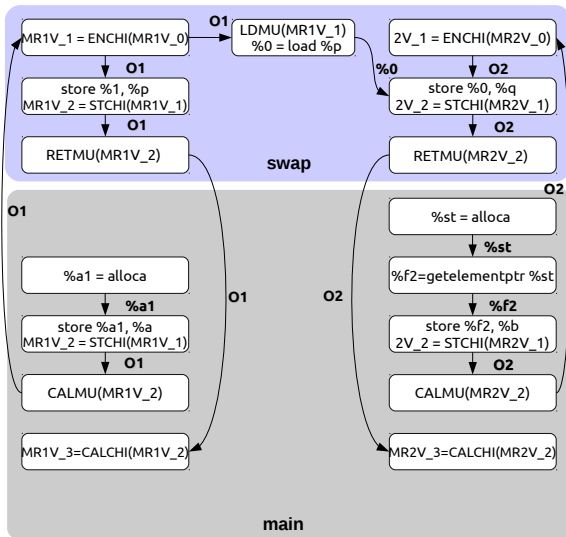 MR1V_1 = ENCHI(MR1V_0)
O1
LDMU(MR1V_1)
%0 = load %p
2V_1 = ENCHI(MR2V_0)
O1
%0
O2
store %1, %p
MR1V_2 = STCHI(MR1V_1)
store %0, %q
2V_2 = STCHI(MR2V_1)
O1
O2
RETMU(MR1V_2)
swap
RETMU(MR2V_2)
O1
O2
%st = alloca
%st
%a1 = alloca
%f2=getelementptr %st
O1
O2
%a1
%f2
store %a1, %a
MR1V_2 = STCHI(MR1V_1)
store %f2, %b
2V_2 = STCHI(MR2V_1)
O1
O2
CALMU(MR1V_2)
CALMU(MR2V_2)
MR1V_3=CALCHI(MR1V_2)
MR2V_3=CALCHI(MR2V_2)
main